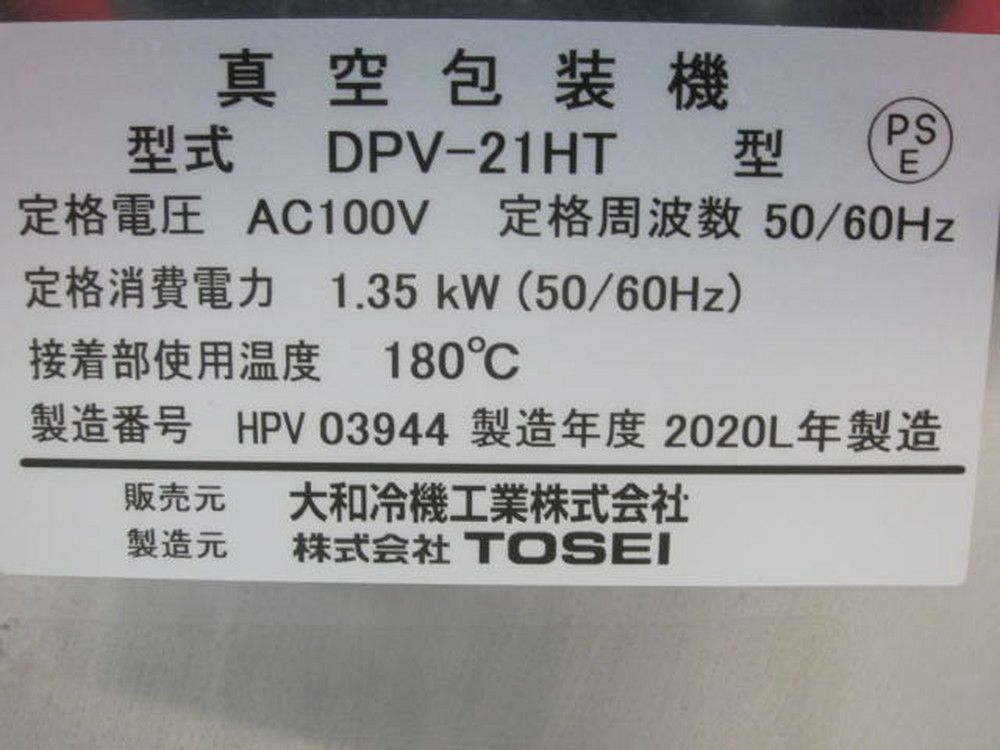 真空包装機
型式 DPV-21HT 型 PSE
定格電圧 AC100V 定格周波数 50/60Hz
定格消費電力 1.35 kW (50/60Hz)
接着部使用温度 180℃
製造番号 HPV 03944 製造年度 2020L年製造
販売元 大和冷機工業株式会社
製造元 株式会社 TOSEI